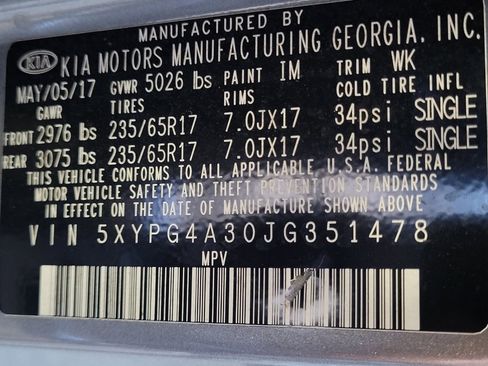 MANUFACTURED BY
KIA KIA MOTORS MANUFACTURING GEORGIA, INC.
MAY/05/17 GVWR 5026 lbs PAINT IM TRIM WK
GAWR TIRES RIMS COLD TIRE INFL
FRONT 2976 lbs 235/65R17 7.0JX17 34psi SINGLE
REAR 3075 lbs 235/65R17 7.0JX17 34psi SINGLE
THIS VEHICLE CONFORMS TO ALL APPLICABLE U.S.A. FEDERAL
MOTOR VEHICLE SAFETY AND THEFT PREVENTION STANDARDS
IN EFFECT ON THE DATE OF MANUFACTURE SHOWN ABOVE
VIN 5XYPG4A30JG351478
MPV